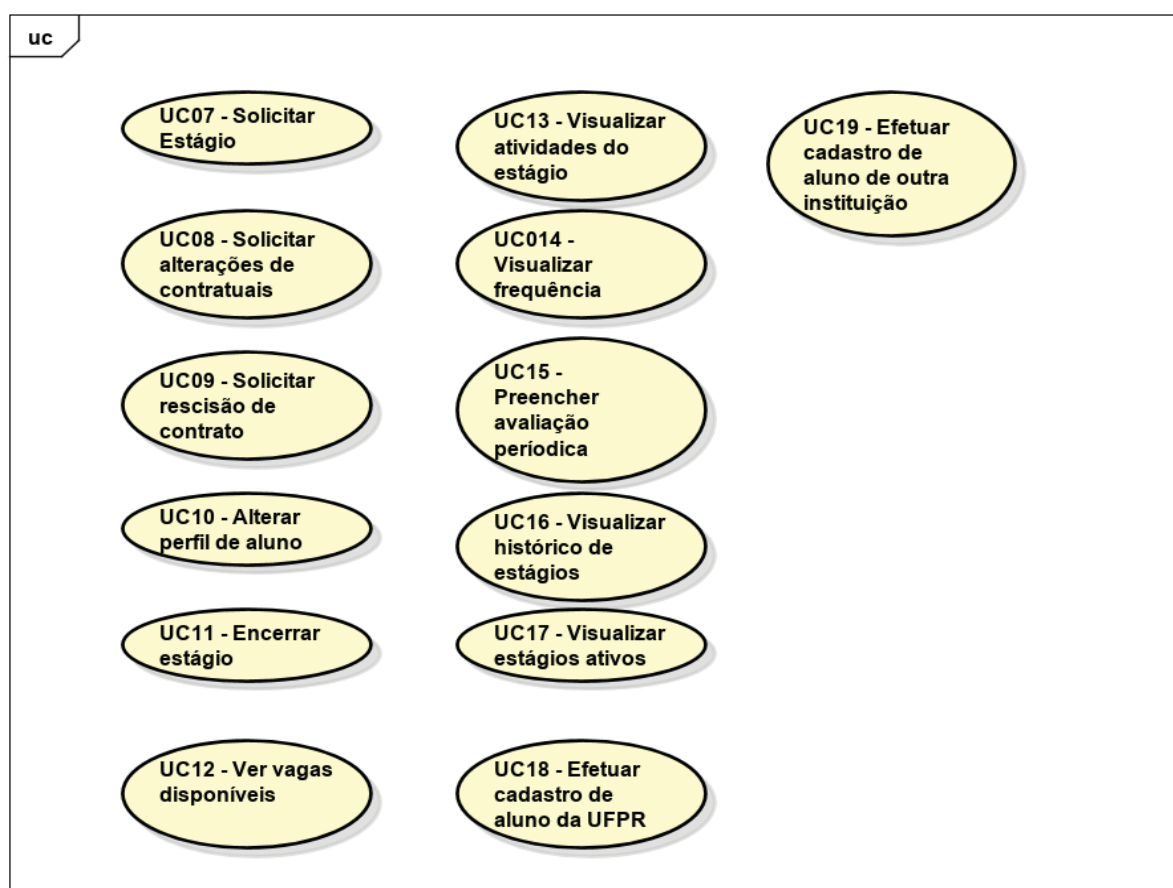 uc
UC07 - Solicitar
Estágio
UC08 - Solicitar
alterações de
contratuais
UC09 - Solicitar
rescisão de
contrato
UC10 - Alterar
perfil de aluno
UC11 - Encerrar
estágio
UC12 - Ver vagas
disponíveis
UC13 - Visualizar
atividades do
estágio
UC014 -
Visualizar
frequência
UC15 -
Preencher
avaliação
períodica
UC16 - Visualizar
histórico de
estágios
UC17 - Visualizar
estágios ativos
UC18 - Efetuar
cadastro de
aluno da UFPR
UC19 - Efetuar
cadastro de
aluno de outra
instituição